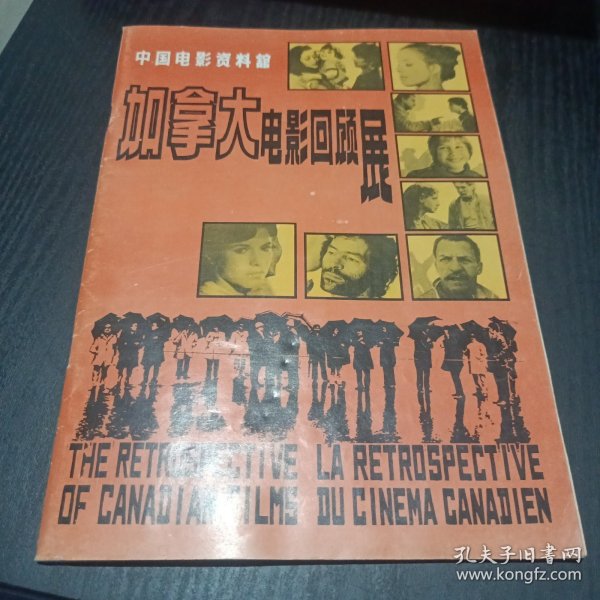 中国电影资料館
加拿大电影回顾展
THE RETROSPECTIVE
OF CANADIAN FILMS
LA RETROSPECTIVE
DU CINEMA CANADIEN
孔夫子旧书网
www.kongfz.com